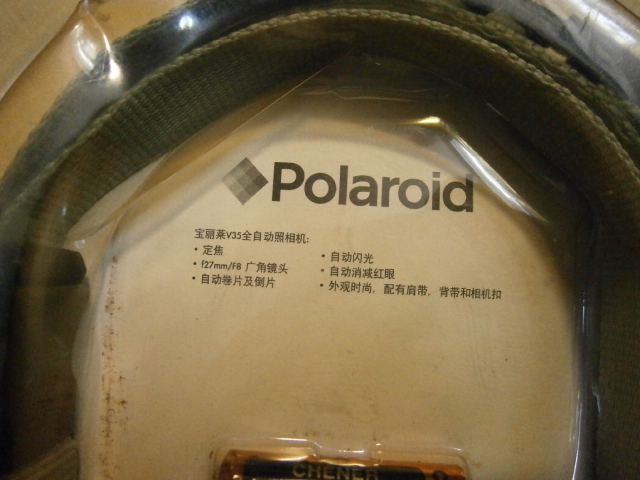 Polaroid
宝丽莱V35全自动照相机:
• 定焦
• f27mm/F8 广角镜头
• 自动卷片及倒片
• 自动闪光
• 自动消减红眼
• 外观时尚，配有肩带，背带和相机扣
CHENER